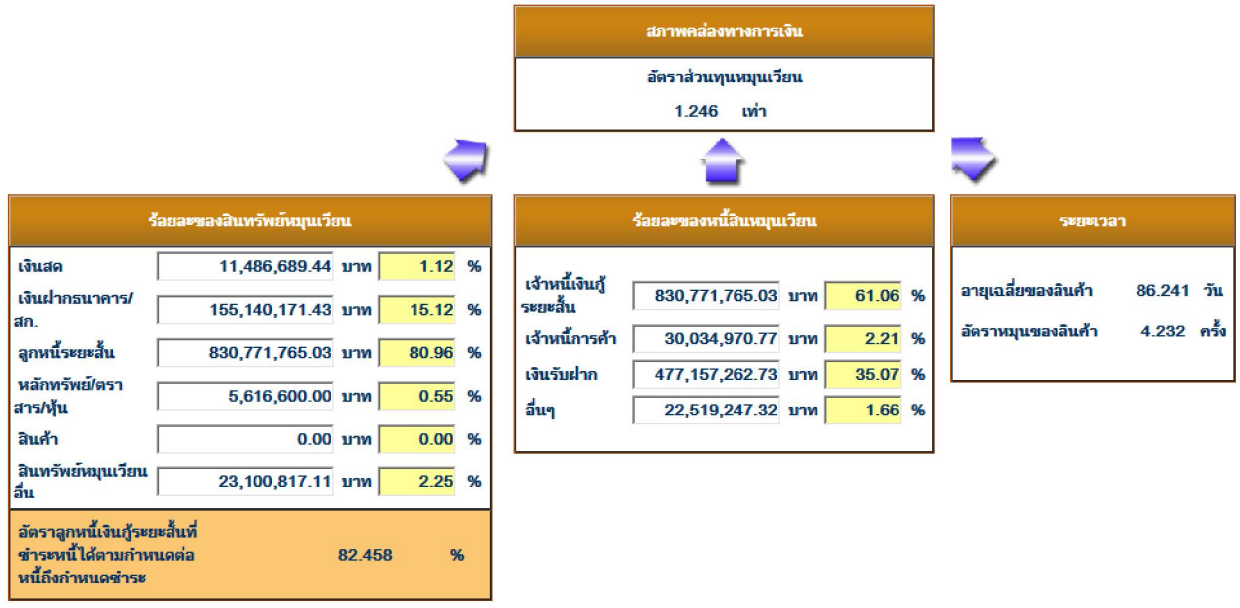 สภาพคล่องทางการเงิน
อัตราส่วนทุนหมุนเวียน
1.246 เท่า
ร้อยละของสินทรัพย์หมุนเวียน
เงินสด 11,486,689.44 บาท 1.12 %
เงินฝากธนาคาร/
สก. 155,140,171.43 บาท 15.12 %
ลูกหนี้ระยะสั้น 830,771,765.03 บาท 80.96 %
หลักทรัพย์/ตรา
สาร/หุ้น 5,616,600.00 บาท 0.55 %
สินค้า 0.00 บาท 0.00 %
สินทรัพย์หมุนเวียน
อื่น 23,100,817.11 บาท 2.25 %
อัตราลูกหนี้เงินกู้ระยะสั้นที่
ชำระหนี้ได้ตามกำหนดต่อ 82.458 %
หนี้ถึงกำหนดชำระ
ร้อยละของหนี้สินหมุนเวียน
เจ้าหนี้เงินกู้
ระยะสั้น 830,771,765.03 บาท 61.06 %
เจ้าหนี้การค้า 30,034,970.77 บาท 2.21 %
เงินรับฝาก 477,157,262.73 บาท 35.07 %
อื่นๆ 22,519,247.32 บาท 1.66 %
ระยะเวลา
อายุเฉลี่ยของสินค้า 86.241 วัน
อัตราหมุนของสินค้า 4.232 ครั้ง